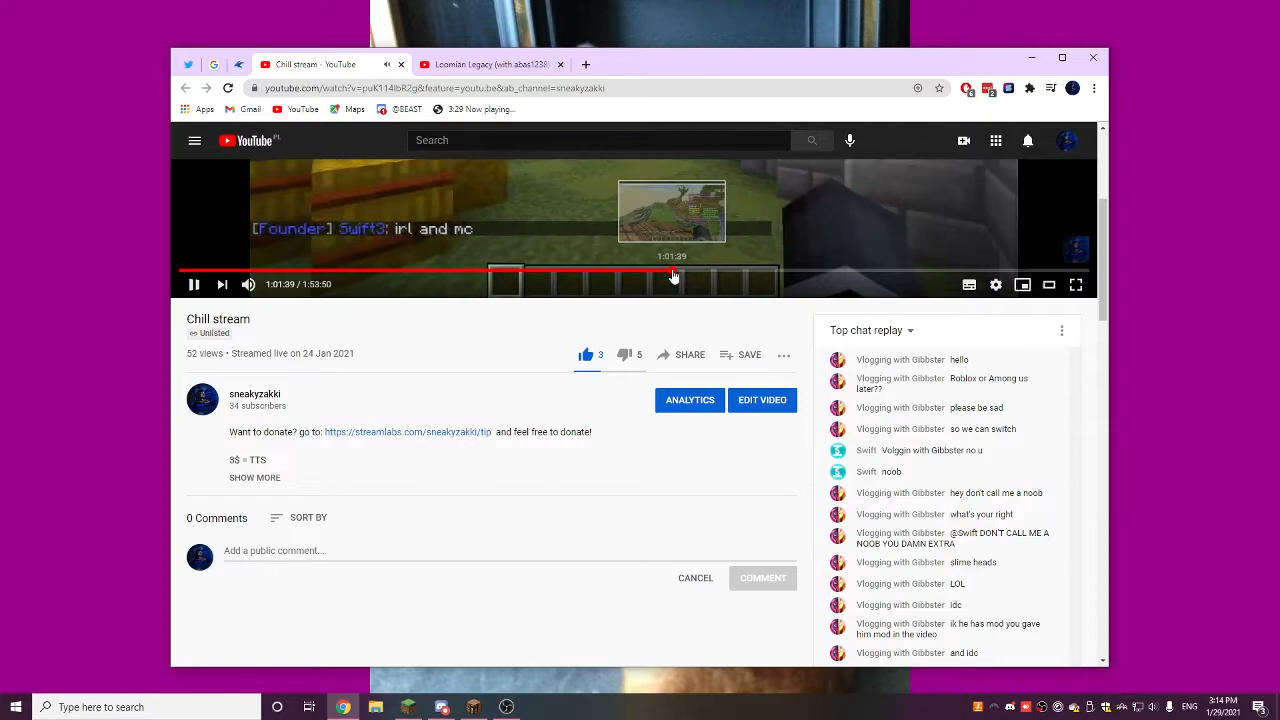 Chill stream - YouTube
Loomian Legacy (with abas1238)
youtube.com/watch?v=puK114lbR2g&feature=youtu.be&ab_channel=sneakyzakki
6
2
Apps
Gmail
YouTube
Maps
@BEAST
3:29 Now playing...
YouTube PL
Search
[Founder] Swift3: irl and mc
1:01:39
1:01:39 / 1:53:50
Chill stream
Unlisted
52 views • Streamed live on 24 Jan 2021
3
5
SHARE
SAVE
sneakyzakki
34 subscribers
ANALYTICS
EDIT VIDEO
Want to donate? go to: https://streamlabs.com/sneakyzakki/tip and feel free to donate!
3$ = TTS
SHOW MORE
0 Comments
SORT BY
Add a public comment...
CANCEL
COMMENT
Top chat replay
Vlogging with Gibbster hello
Vlogging with Gibbster Roblox or Among us
later??
Vlogging with Gibbster please be sad
Vlogging with Gibbster so we can switch
Swift Volggin with Gibbster no u
Swift noob
Vlogging with Gibbster hey don't call me a noob
Vlogging with Gibbster what's your right
Vlogging with Gibbster @Swift DON'T CALL ME A
NOOB YOU DAMN EXTRA
Vlogging with Gibbster slime heads
Vlogging with Gibbster LOL
Vlogging with Gibbster idc
Vlogging with Gibbster ik he has mod you gave
him mod in the video
Vlogging with Gibbster and idc
Type here to search
ENG
3:14 PM
1/29/2021